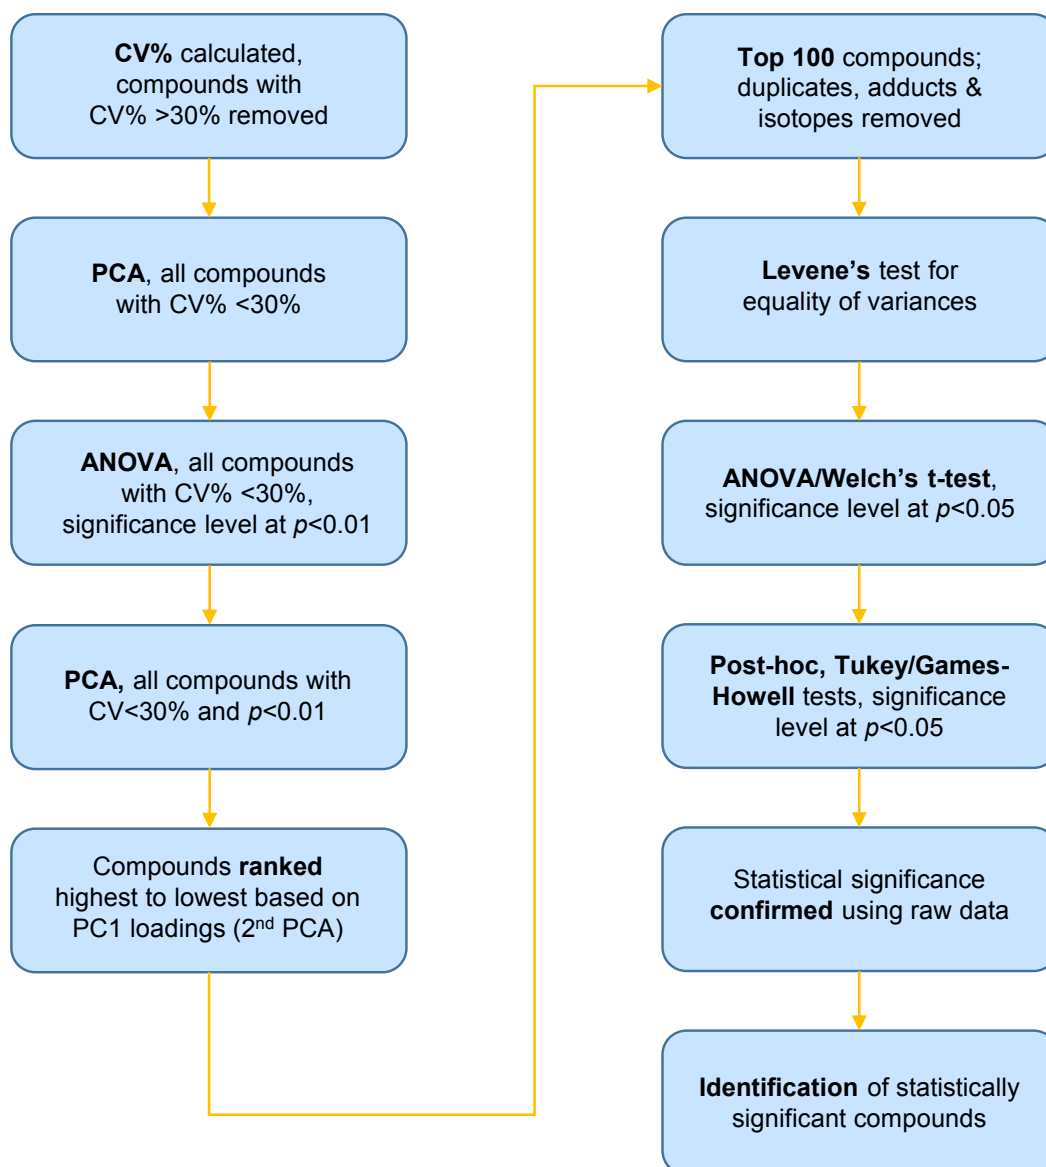 CV% calculated,
compounds with
CV% >30% removed
PCA, all compounds
with CV% <30%
ANOVA, all compounds
with CV% <30%,
significance level at p<0.01
PCA, all compounds with
CV<30% and p<0.01
Compounds ranked
highest to lowest based on
PC1 loadings (2nd PCA)
Top 100 compounds;
duplicates, adducts &
isotopes removed
Levene's test for
equality of variances
ANOVA/Welch's t-test,
significance level at p<0.05
Post-hoc, Tukey/Games-
Howell tests, significance
level at p<0.05
Statistical significance
confirmed using raw data
Identification of statistically
significant compounds